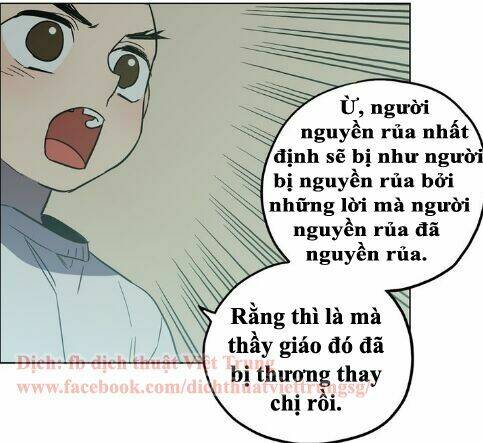 Ừ, người
nguyền rủa nhất
định sẽ bị như người
bị nguyền rủa bởi
những lời mà người
nguyền rủa đã
nguyền rủa.
Rằng thì là mà
thầy giáo đó đã
bị thương thay
chị rồi.
Dịch: fb dịch thuật Việt Trung
www.facebook.com/dichthuatviettrungsg/